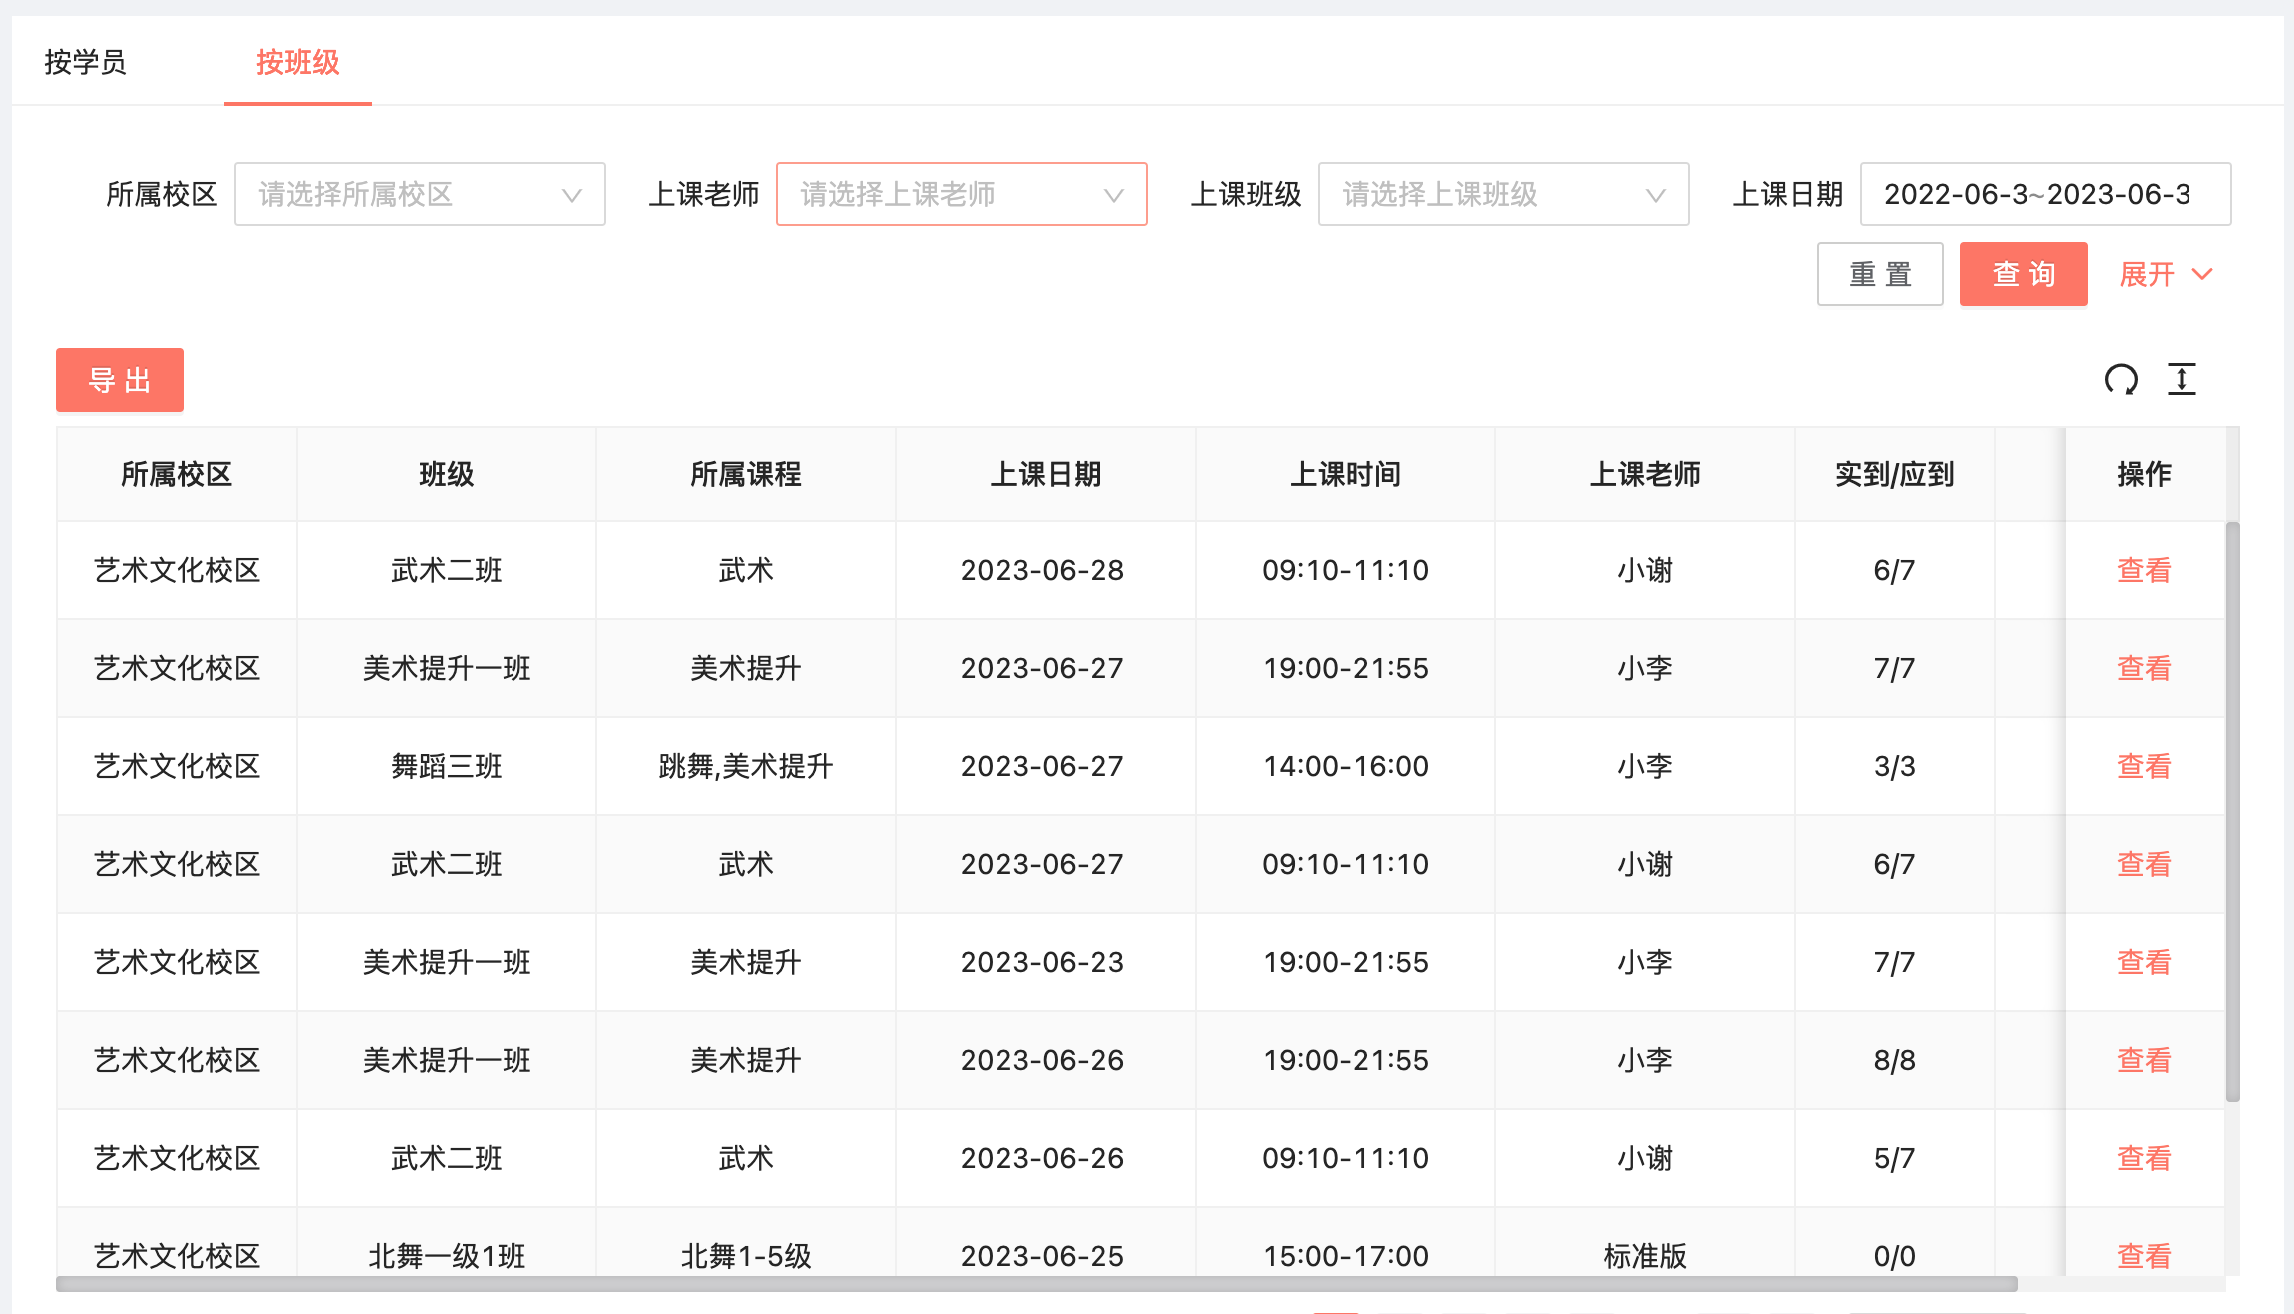 按学员 按班级
所属校区 请选择所属校区 上课老师 请选择上课老师 上课班级 请选择上课班级 上课日期 2022-06-3~2023-06-3
重 置 查 询 展开
导 出
所属校区 班级 所属课程 上课日期 上课时间 上课老师 实到/应到 操作
艺术文化校区 武术二班 武术 2023-06-28 09:10-11:10 小谢 6/7 查看
艺术文化校区 美术提升一班 美术提升 2023-06-27 19:00-21:55 小李 7/7 查看
艺术文化校区 舞蹈三班 跳舞,美术提升 2023-06-27 14:00-16:00 小李 3/3 查看
艺术文化校区 武术二班 武术 2023-06-27 09:10-11:10 小谢 6/7 查看
艺术文化校区 美术提升一班 美术提升 2023-06-23 19:00-21:55 小李 7/7 查看
艺术文化校区 美术提升一班 美术提升 2023-06-26 19:00-21:55 小李 8/8 查看
艺术文化校区 武术二班 武术 2023-06-26 09:10-11:10 小谢 5/7 查看
艺术文化校区 北舞一级1班 北舞1-5级 2023-06-25 15:00-17:00 标准版 0/0 查看